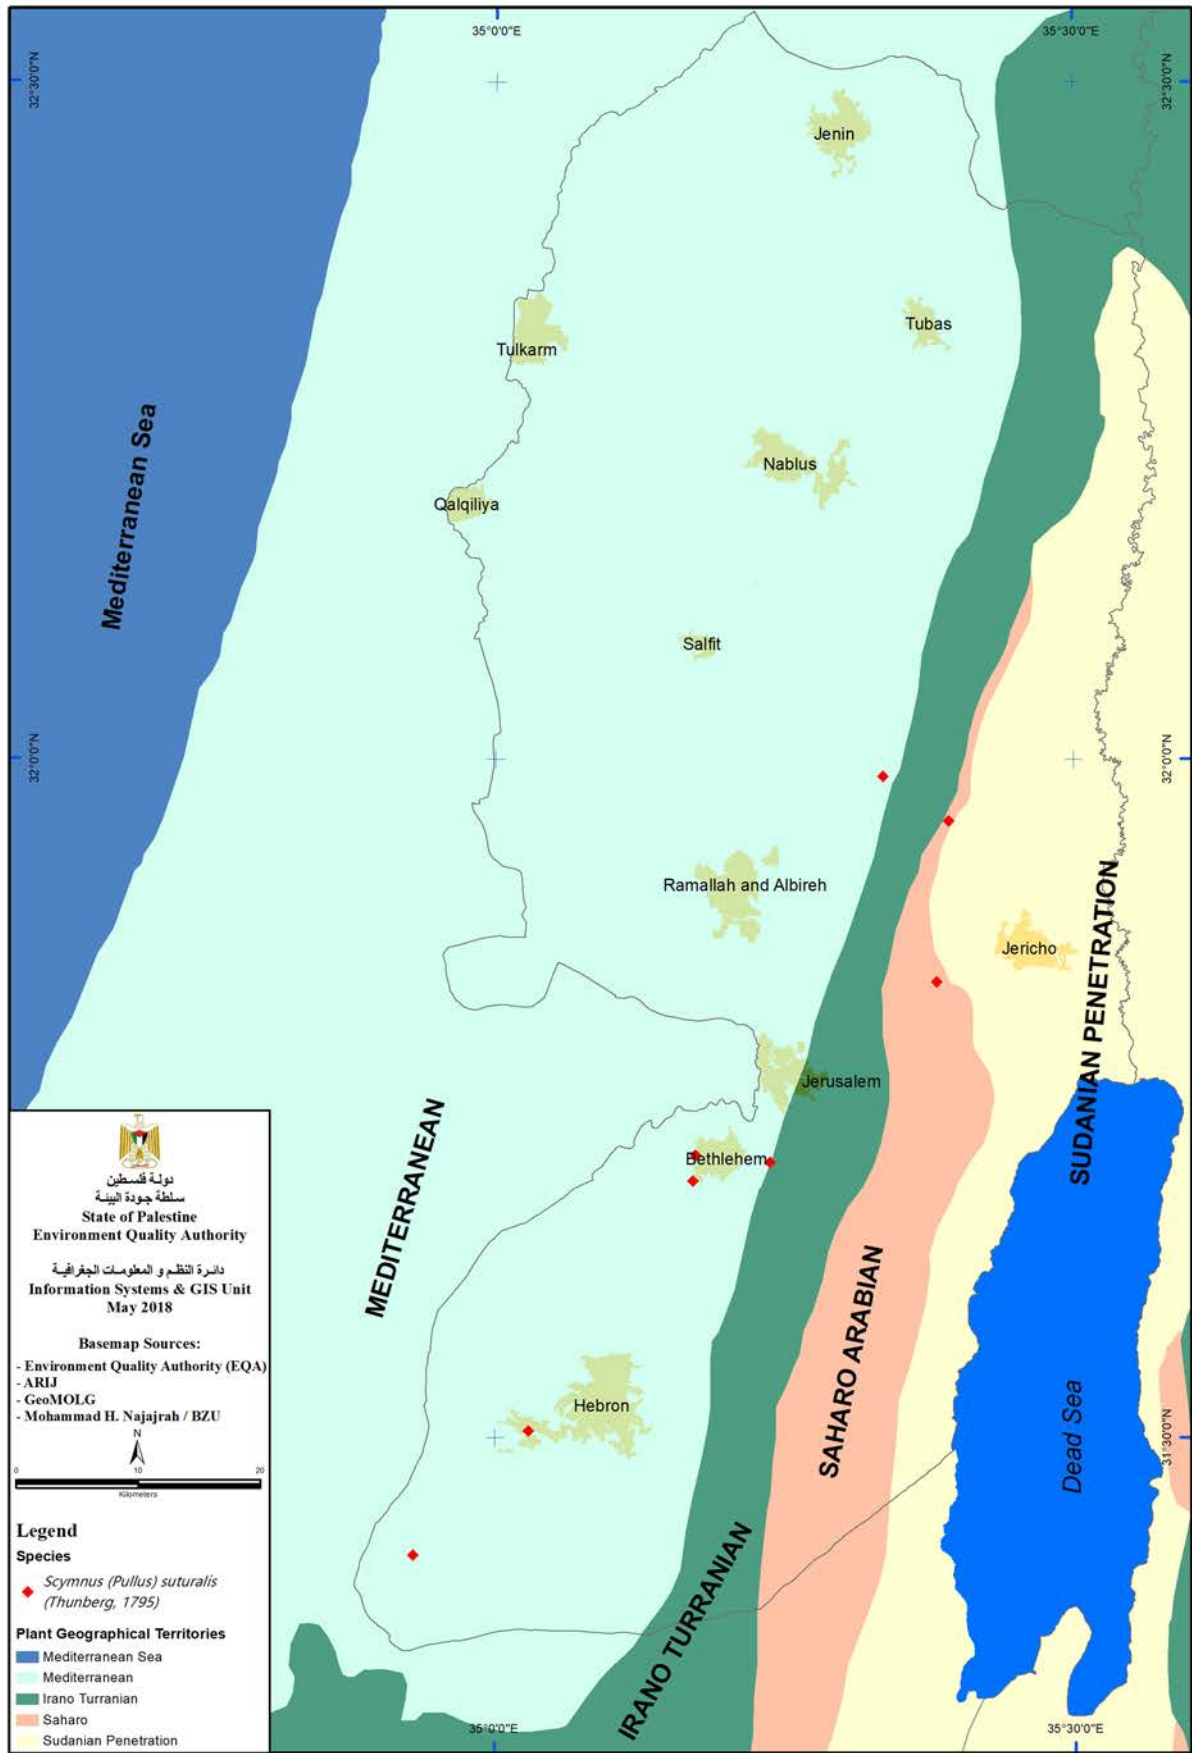 35°0'0"E
35°30'0"E
32°30'0"N
32°30'0"N
Jenin
Tubas
Tulkarm
Mediterranean Sea
Nablus
Qalqiliya
Salfit
32°0'0"N
32°0'0"N
Ramallah and Albireh
Jericho
SUDANIAN PENETRATION
Jerusalem
Bethlehem
MEDITERRANEAN
SAHARO ARABIAN
Hebron
Dead Sea
31°30'0"N
IRANO TURRANIAN
35°0'0"E
35°30'0"E
دولة فلسطين
سلطة جودة البيئة
State of Palestine
Environment Quality Authority
دائرة النظم و المعلومات الجغرافية
Information Systems & GIS Unit
May 2018
Basemap Sources:
- Environment Quality Authority (EQA)
- ARIJ
- GeoMOLG
- Mohammad H. Najajrah / BZU
N
0 10 20
Kilometers
Legend
Species
Scymnus (Pullus) suturalis
(Thunberg, 1795)
Plant Geographical Territories
Mediterranean Sea
Mediterranean
Irano Turranian
Saharo
Sudanian Penetration